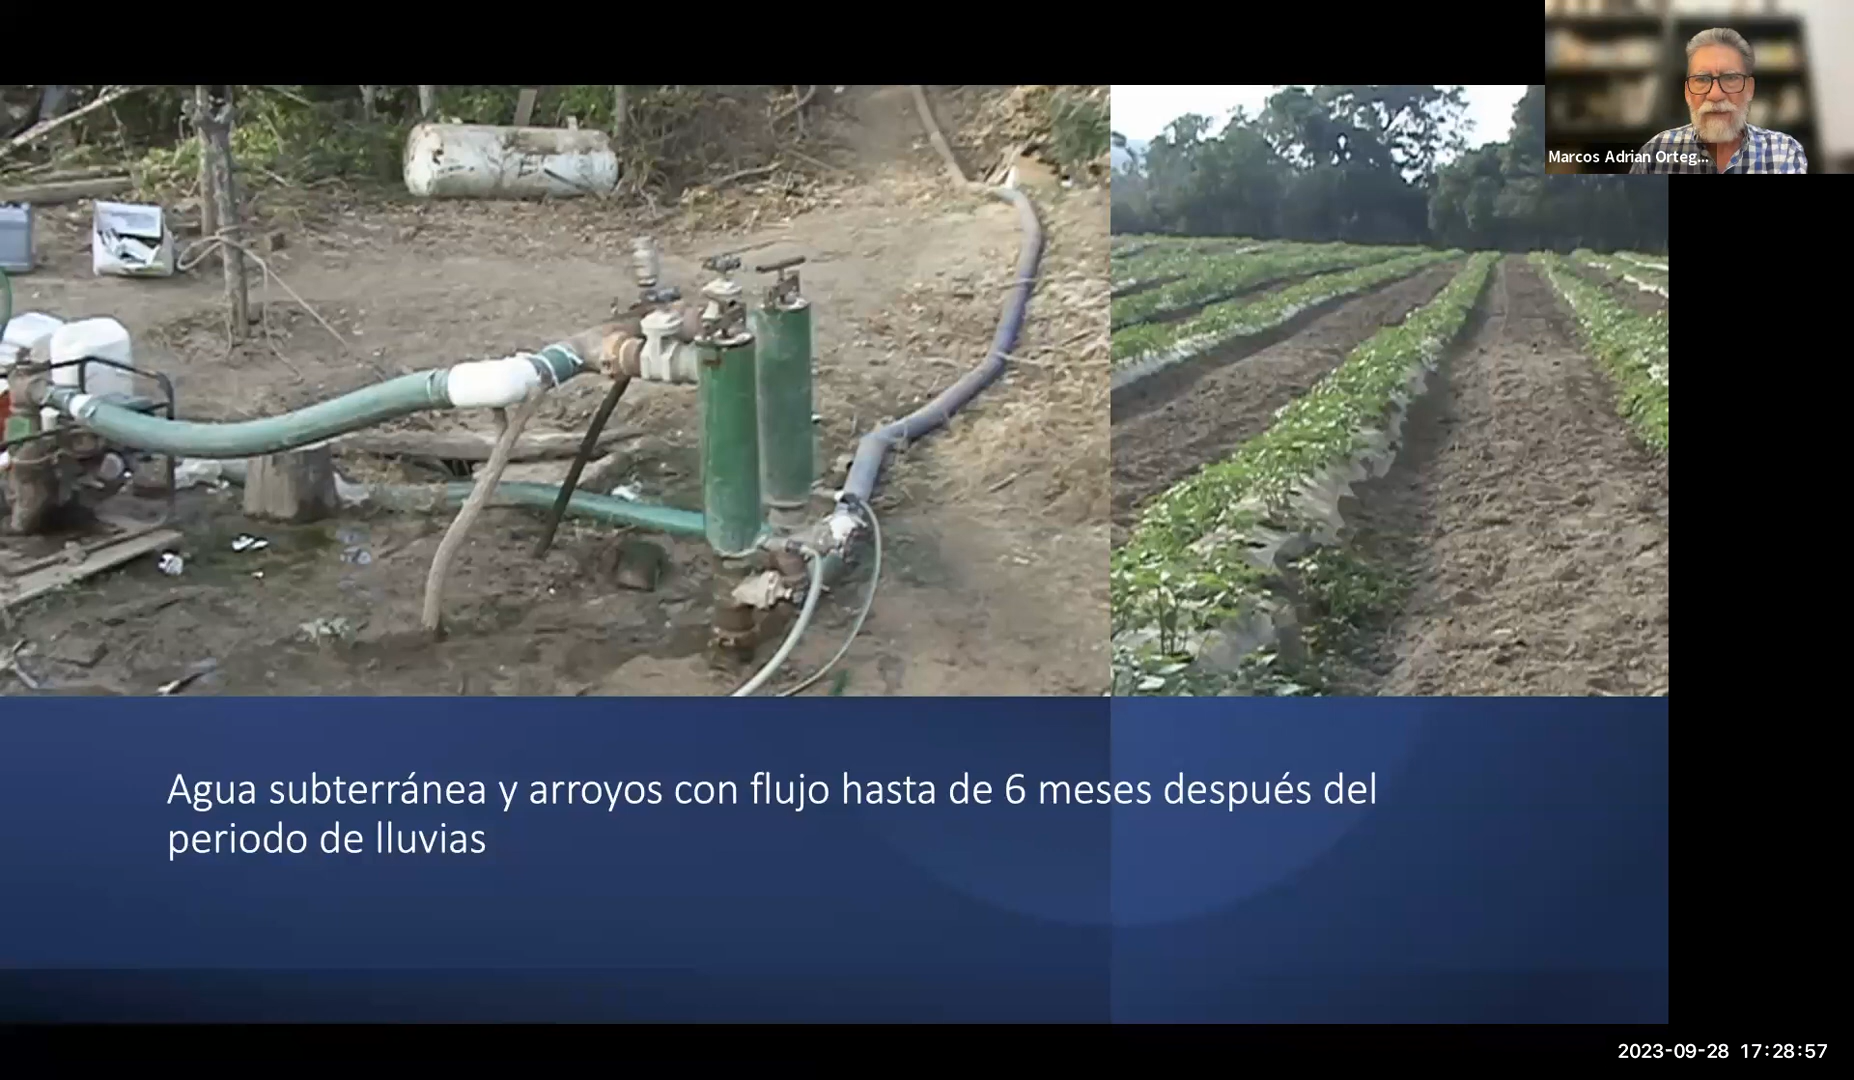 Marcos Adrian Orteg...
Agua subterránea y arroyos con flujo hasta de 6 meses después del
periodo de lluvias
2023-09-28 17:28:57